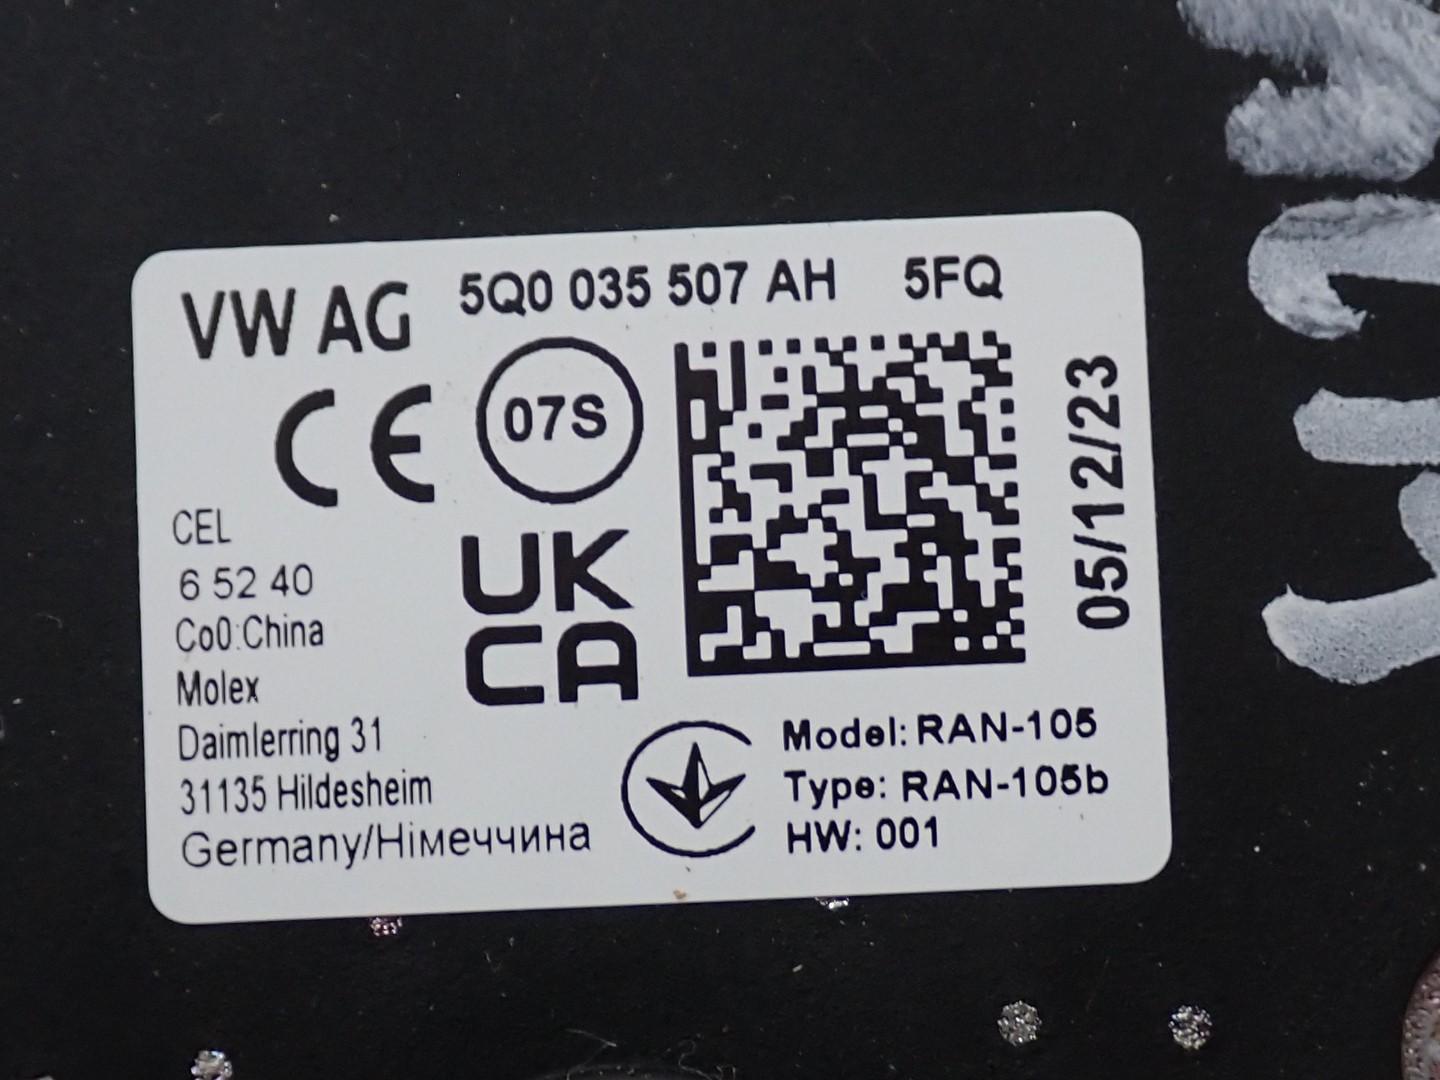 VW AG 5Q0 035 507 AH 5FQ
CE 07S
05/12/23
CEL
6 52 40
Co0:China
Molex
Daimlerring 31
31135 Hildesheim
Germany/Німеччина
UK
CA
Model: RAN-105
Type: RAN-105b
HW: 001